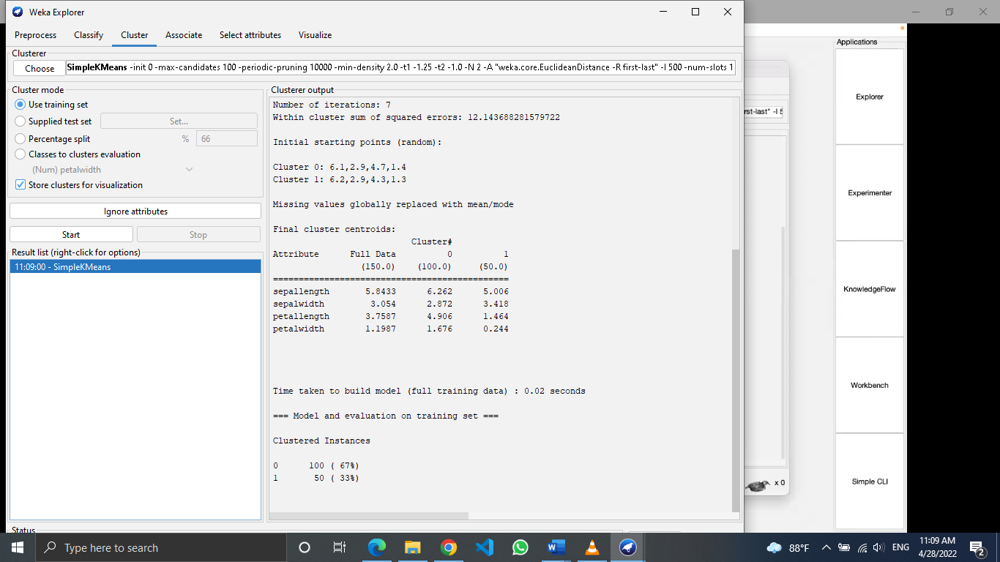 Weka Explorer
Preprocess Classify Cluster Associate Select attributes Visualize
Clusterer
Choose SimpleKMeans -init 0 -max-candidates 100 -periodic-pruning 10000 -min-density 2.0 -t1 -1.25 -t2 -1.0 -N 2 -A "weka.core.EuclideanDistance -R first-last" -I 500 -num-slots 1
Cluster mode
Use training set
Supplied test set Set...
Percentage split % 66
Classes to clusters evaluation
(Num) petalwidth
Store clusters for visualization
Ignore attributes
Start Stop
Result list (right-click for options)
11:09:00 - SimpleKMeans
Clusterer output
Number of iterations: 7
Within cluster sum of squared errors: 12.143688281579722
Initial starting points (random):
Cluster 0: 6.1,2.9,4.7,1.4
Cluster 1: 6.2,2.9,4.3,1.3
Missing values globally replaced with mean/mode
Final cluster centroids:
Cluster#
Attribute Full Data 0 1
(150.0) (100.0) (50.0)
==============================================
sepallength 5.8433 6.262 5.006
sepalwidth 3.054 2.872 3.418
petallength 3.7587 4.906 1.464
petalwidth 1.1987 1.676 0.244
Time taken to build model (full training data) : 0.02 seconds
=== Model and evaluation on training set ===
Clustered Instances
0 100 ( 67%)
1 50 ( 33%)
Status
rst-last" -I 5
x 0
Applications
Explorer
Experimenter
KnowledgeFlow
Workbench
Simple CLI
Type here to search
88°F ENG
11:09 AM
4/28/2022
2